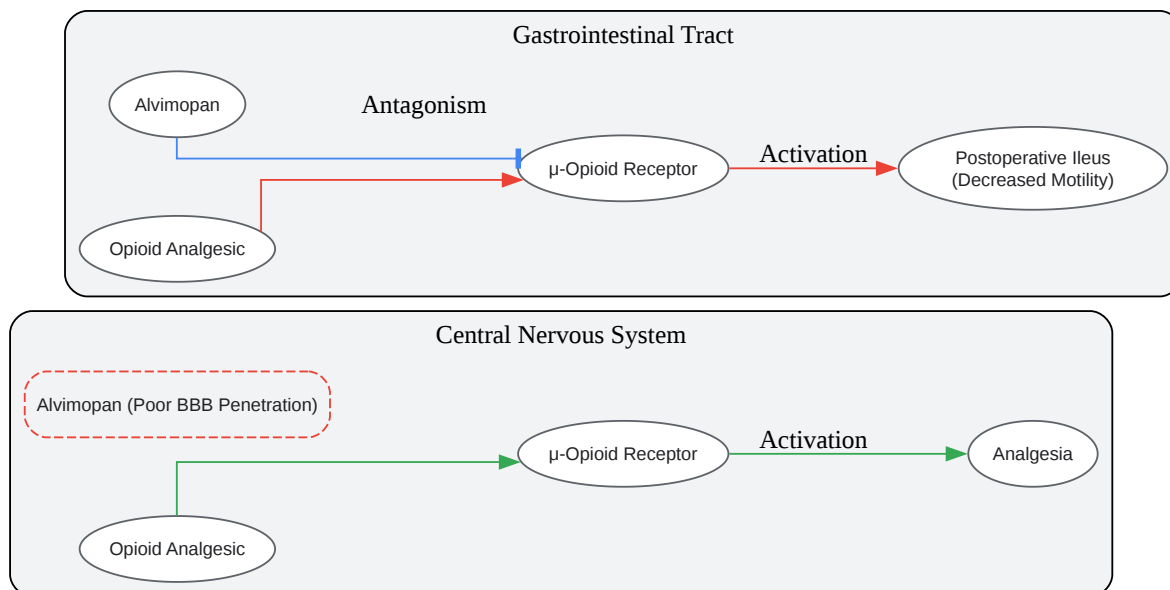 Gastrointestinal Tract
Alvimopan
Antagonism
μ-Opioid Receptor
Activation
Postoperative Ileus
(Decreased Motility)
Opioid Analgesic
Central Nervous System
Alvimopan (Poor BBB Penetration)
μ-Opioid Receptor
Activation
Analgesia
Opioid Analgesic